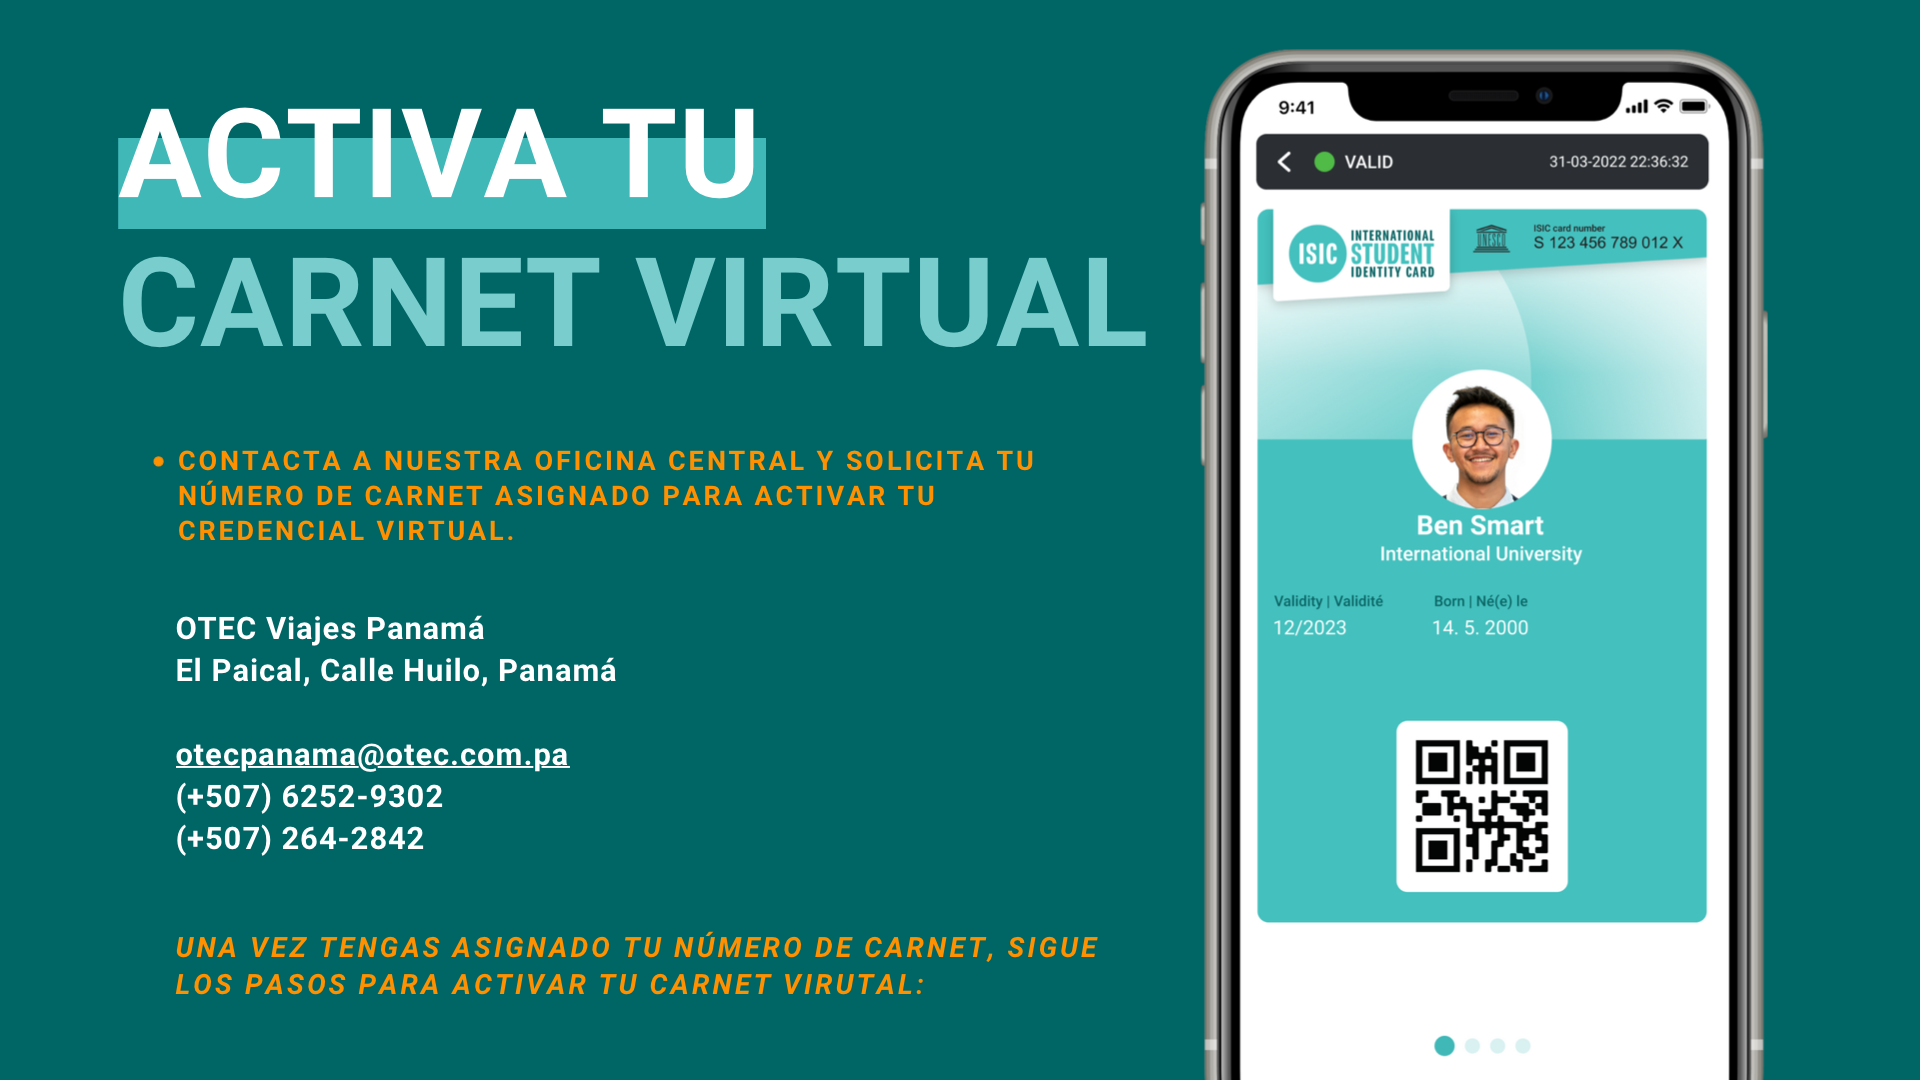 ACTIVA TU
CARNET VIRTUAL
• CONTACTA A NUESTRA OFICINA CENTRAL Y SOLICITA TU
NÚMERO DE CARNET ASIGNADO PARA ACTIVAR TU
CREDENCIAL VIRTUAL.
OTEC Viajes Panamá
El Paical, Calle Huilo, Panamá
otecpanama@otec.com.pa
(+507) 6252-9302
(+507) 264-2842
UNA VEZ TENGAS ASIGNADO TU NÚMERO DE CARNET, SIGUE
LOS PASOS PARA ACTIVAR TU CARNET VIRUTAL:
9:41
VALID 31-03-2022 22:36:32
ISIC
INTERNATIONAL
STUDENT
IDENTITY CARD
UNESCO
ISIC card number
S 123 456 789 012 X
Ben Smart
International University
Validity | Validité Born | Né(e) le
12/2023 14. 5. 2000